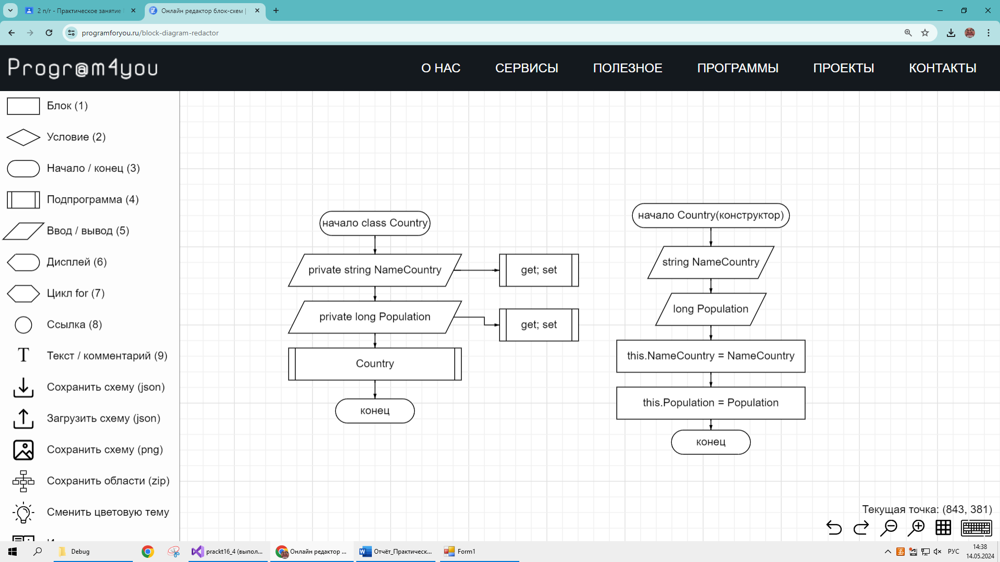 2 п/г - Практическое занятие
Онлайн редактор блок-схем |
programforyou.ru/block-diagram-redactor
Progr@m4you
О НАС
СЕРВИСЫ
ПОЛЕЗНОЕ
ПРОГРАММЫ
ПРОЕКТЫ
КОНТАКТЫ
Блок (1)
Условие (2)
Начало / конец (3)
Подпрограмма (4)
Ввод / вывод (5)
Дисплей (6)
Цикл for (7)
Ссылка (8)
T Текст / комментарий (9)
Сохранить схему (json)
Загрузить схему (json)
Сохранить схему (png)
Сохранить области (zip)
Сменить цветовую тему
начало class Country
private string NameCountry
get; set
private long Population
get; set
Country
конец
начало Country(конструктор)
string NameCountry
long Population
this.NameCountry = NameCountry
this.Population = Population
конец
Текущая точка: (843, 381)
Debug
prackt16_4 (выпол...
Онлайн редактор ...
Отчёт_Практическ...
Form1
РУС
14:38
14.05.2024